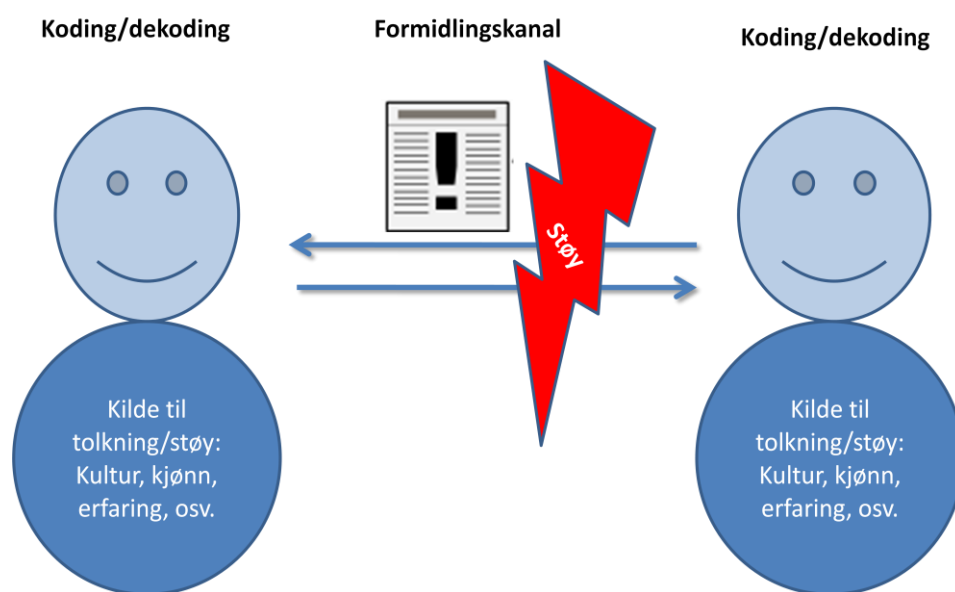 Koding/dekoding
Formidlingskanal
Koding/dekoding
Støy
Kilde til
tolkning/støy:
Kultur, kjønn,
erfaring, osv.
Kilde til
tolkning/støy:
Kultur, kjønn,
erfaring, osv.